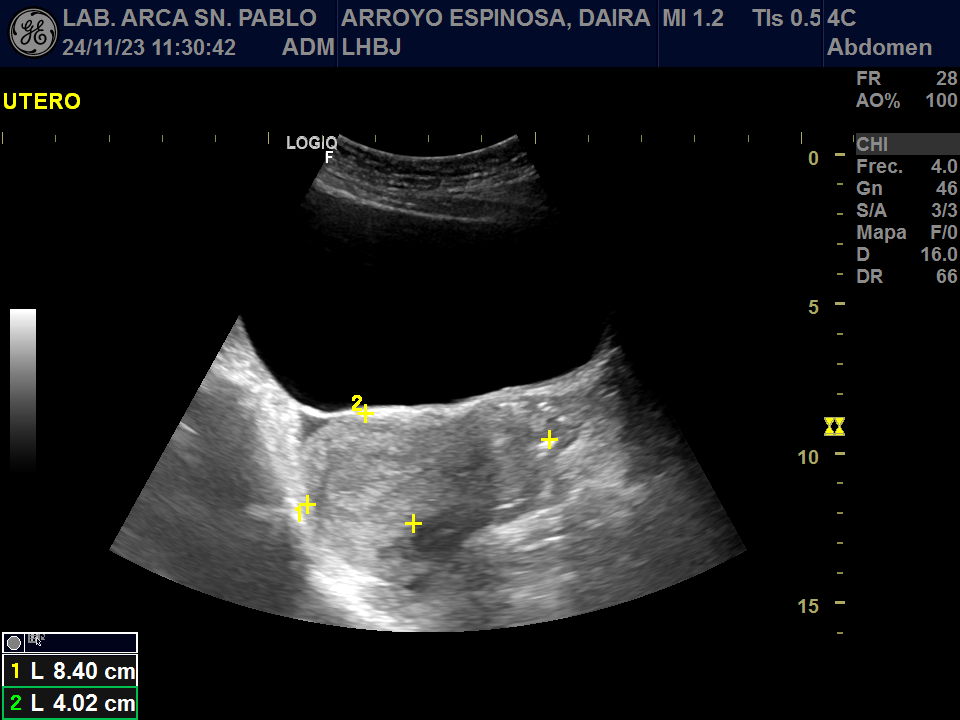 LAB. ARCA SN. PABLO
ARROYO ESPINOSA, DAIRA
MI 1.2 TIs 0.5
4C
24/11/23 11:30:42 ADM
LHBJ
Abdomen
FR 28
AO% 100
UTERO
LOGIQ
F
CHI
Frec. 4.0
Gn 46
S/A 3/3
Mapa F/0
D 16.0
DR 66
0
5
10
15
2
1
1 L 8.40 cm
2 L 4.02 cm